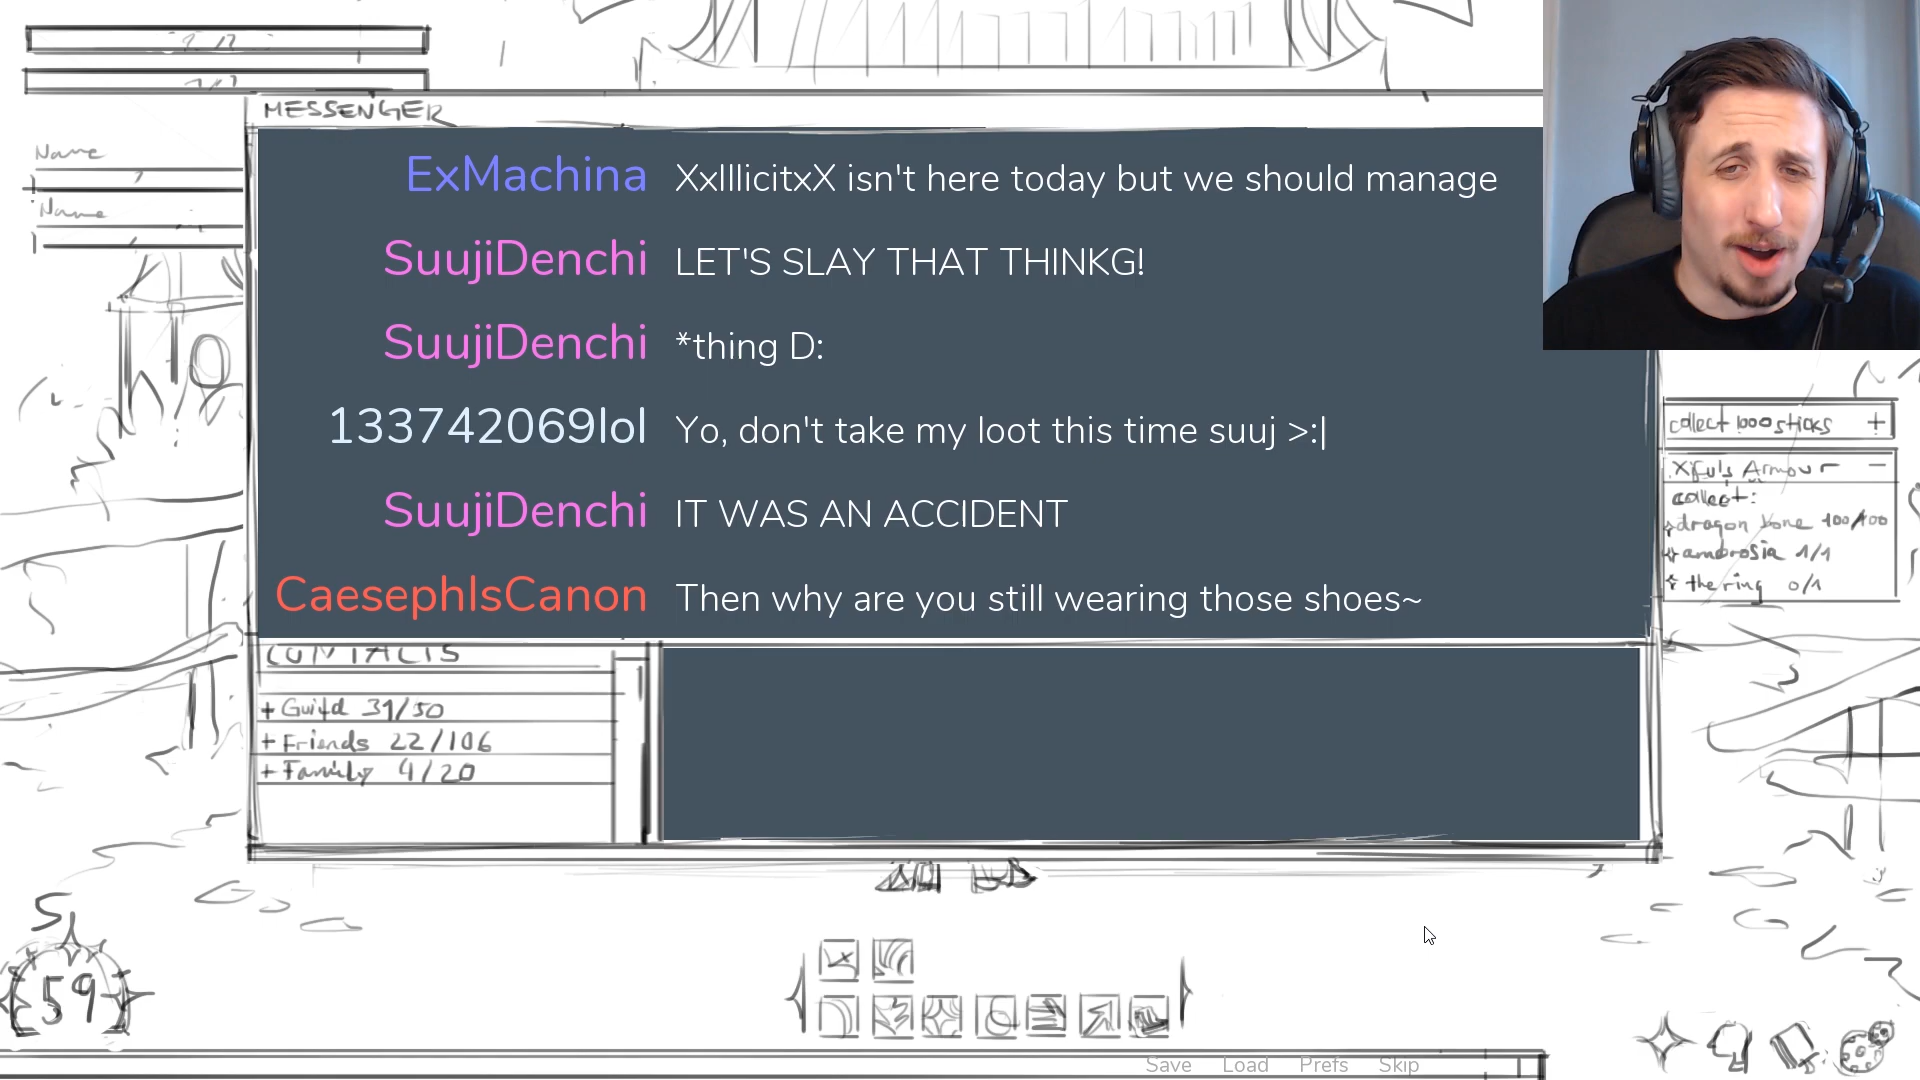 MESSENGER
ExMachina XxIllicitxX isn't here today but we should manage
SuujiDenchi LET'S SLAY THAT THINKG!
SuujiDenchi *thing D:
133742069lol Yo, don't take my loot this time suuj >:|
SuujiDenchi IT WAS AN ACCIDENT
CaesephIsCanon Then why are you still wearing those shoes~
Name
Name
collect 1000 sticks +
Xiful's Armour -
collect:
dragon bone 100/100
ambrosia 1/1
the ring 0/1
CONTACTS
+ Guild 39/50
+ Friends 22/106
+ Family 4/20
59
Save Load Prefs Skip